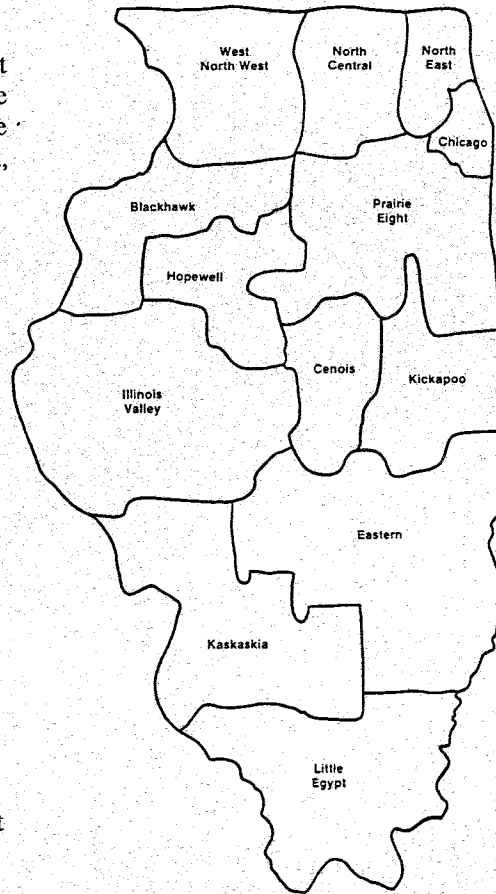 West
North West
North
Central
North
East
Chicago
Blackhawk
Prairie
Eight
Hopewell
Cenois
Kickapoo
Illinois
Valley
Eastern
Kaskaskia
Little
Egypt